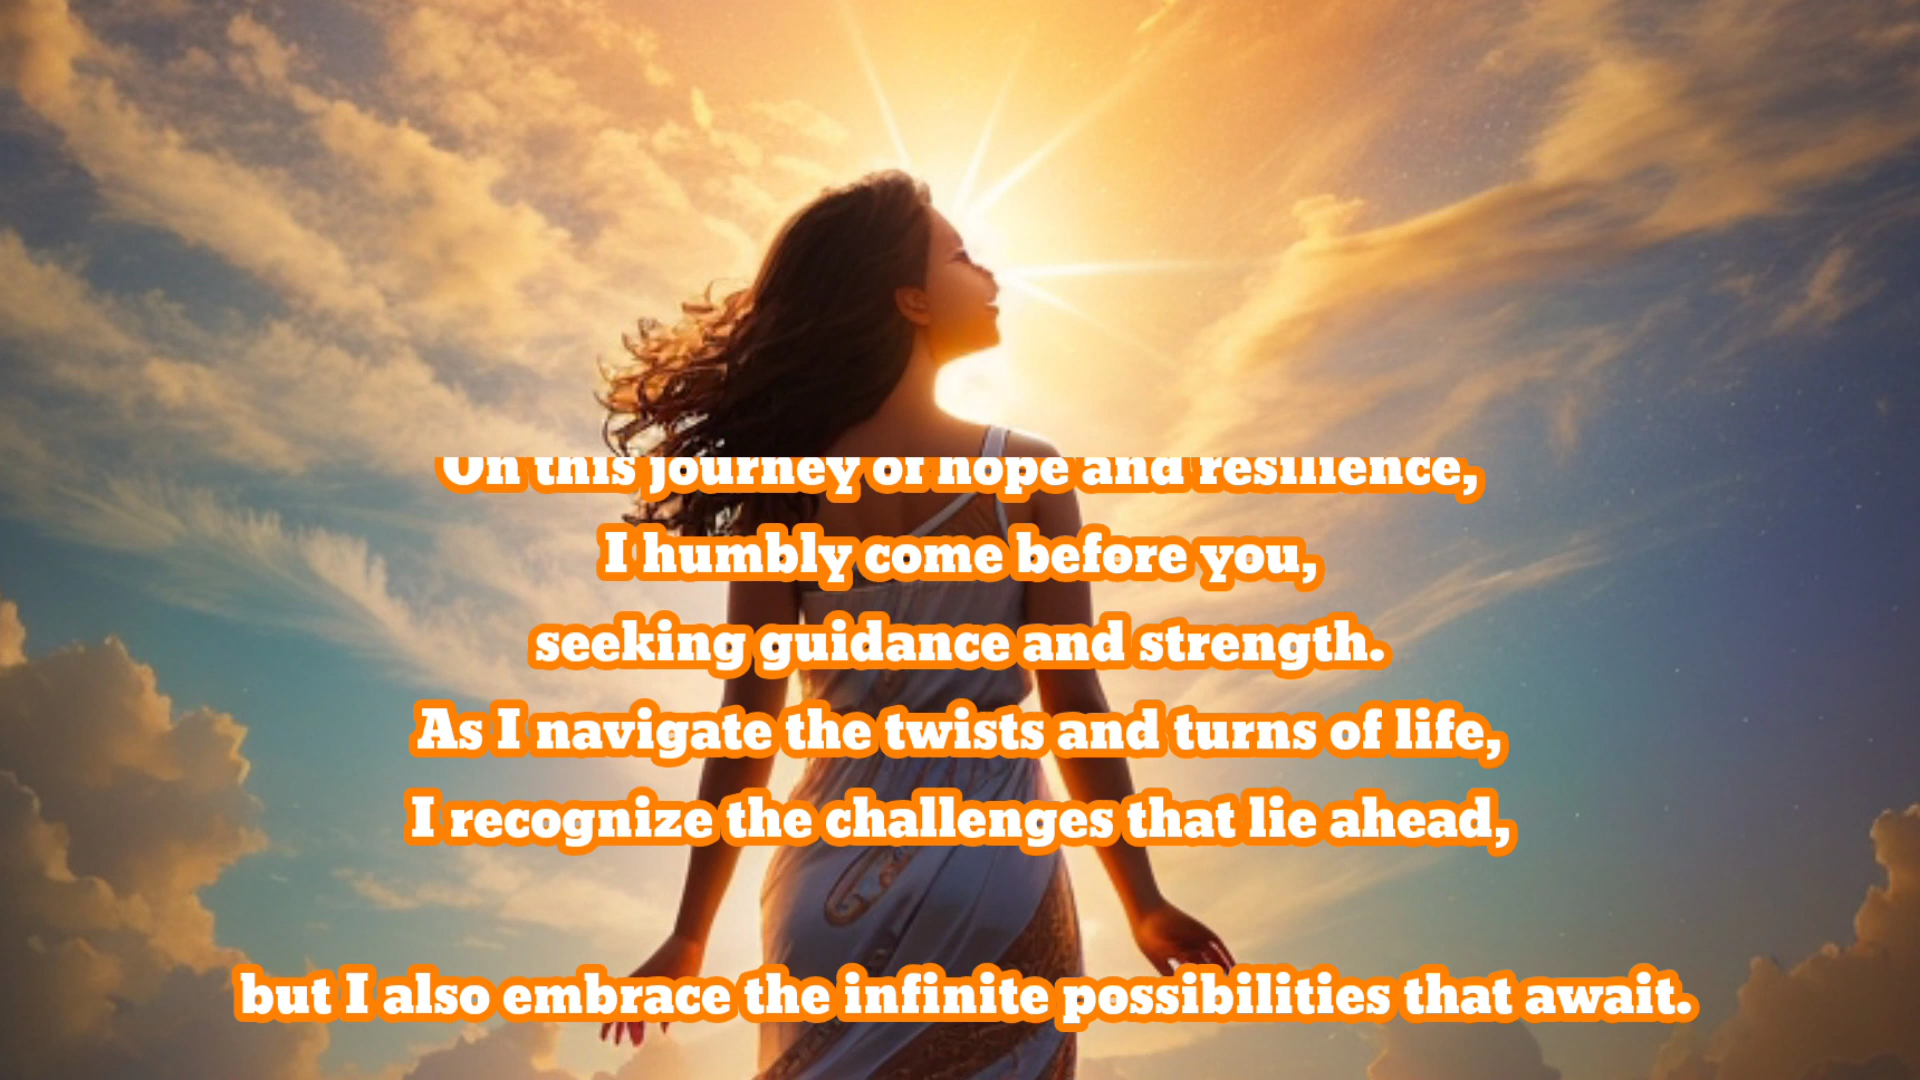 On this journey of hope and resilience,
I humbly come before you,
seeking guidance and strength.
As I navigate the twists and turns of life,
I recognize the challenges that lie ahead,
but I also embrace the infinite possibilities that await.